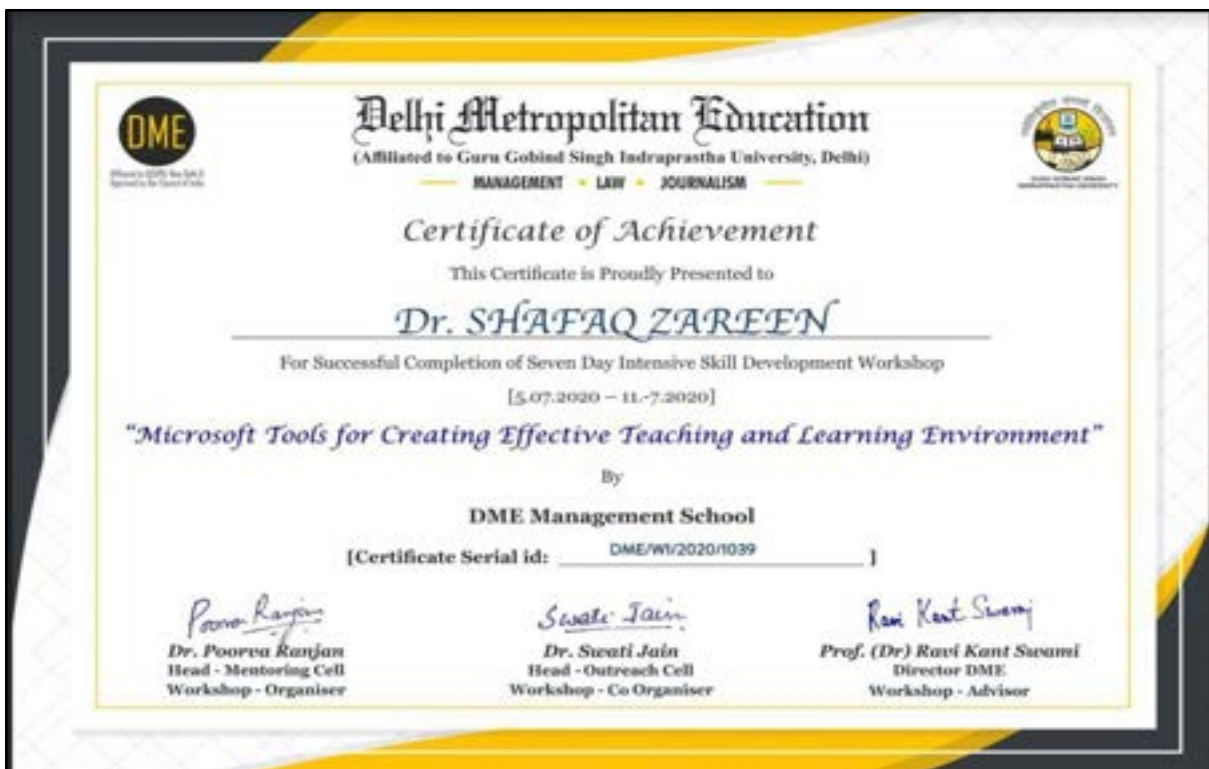 DME
Delhi Metropolitan Education
(Affiliated to Guru Gobind Singh Indraprastha University, Delhi)
MANAGEMENT • LAW • JOURNALISM
Certificate of Achievement
This Certificate is Proudly Presented to
Dr. SHAFAQ ZAREEN
For Successful Completion of Seven Day Intensive Skill Development Workshop
[5.07.2020 – 11.-7.2020]
"Microsoft Tools for Creating Effective Teaching and Learning Environment"
By
DME Management School
[Certificate Serial id: DME/W1/2020/1039 ]
Poorva Ranjan Swati Jain Ravi Kant Swami
Dr. Poorva Ranjan Dr. Swati Jain Prof. (Dr) Ravi Kant Swami
Head - Mentoring Cell Head - Outreach Cell Director DME
Workshop - Organiser Workshop - Co Organiser Workshop - Advisor